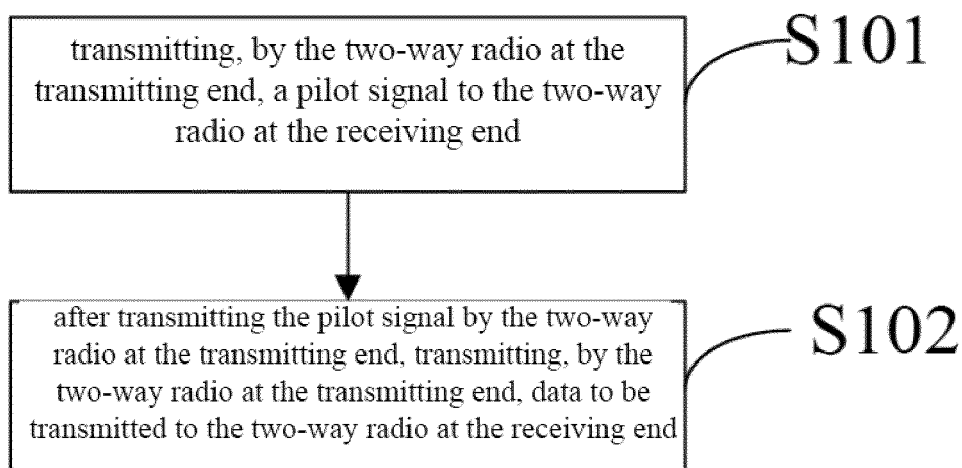 transmitting, by the two-way radio at the
transmitting end, a pilot signal to the two-way
radio at the receiving end
S101
after transmitting the pilot signal by the two-way
radio at the transmitting end, transmitting, by the
two-way radio at the transmitting end, data to be
transmitted to the two-way radio at the receiving end
S102